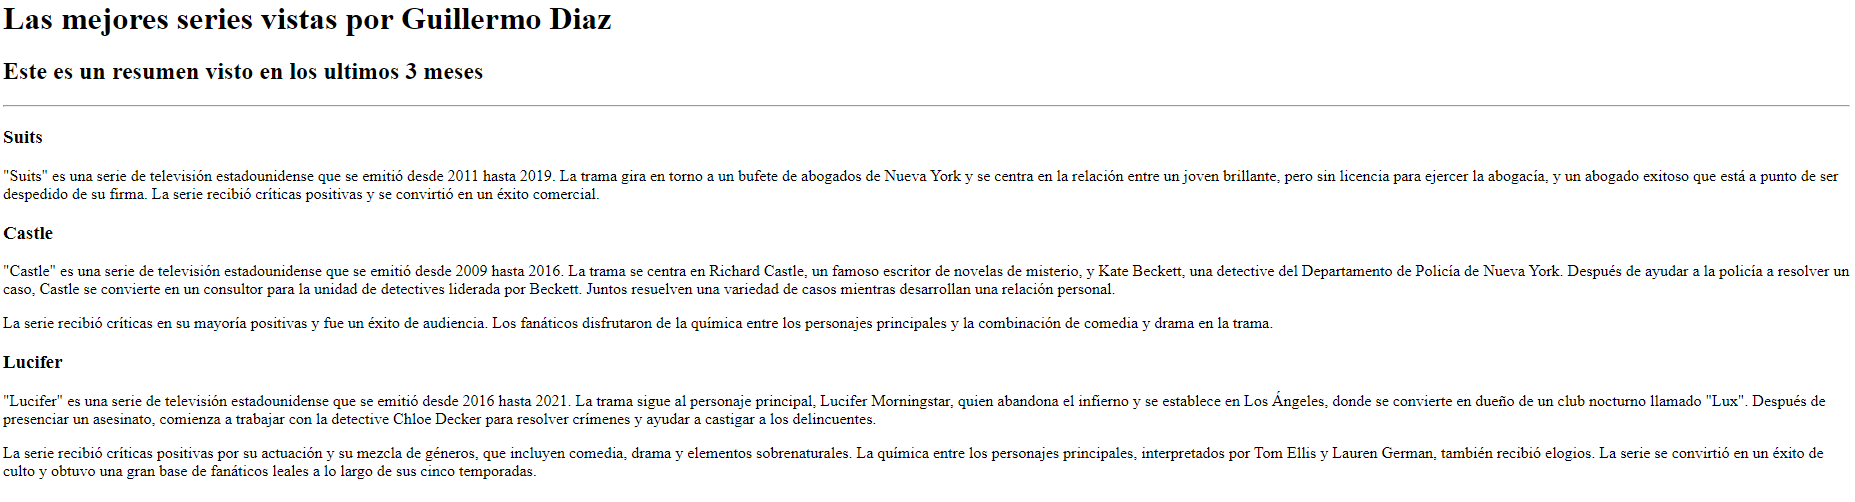 Las mejores series vistas por Guillermo Diaz
Este es un resumen visto en los ultimos 3 meses
Suits
"Suits" es una serie de televisión estadounidense que se emitió desde 2011 hasta 2019. La trama gira en torno a un bufete de abogados de Nueva York y se centra en la relación entre un joven brillante, pero sin licencia para ejercer la abogacía, y un abogado exitoso que está a punto de ser
despedido de su firma. La serie recibió críticas positivas y se convirtió en un éxito comercial.
Castle
"Castle" es una serie de televisión estadounidense que se emitió desde 2009 hasta 2016. La trama se centra en Richard Castle, un famoso escritor de novelas de misterio, y Kate Beckett, una detective del Departamento de Policía de Nueva York. Después de ayudar a la policía a resolver un
caso, Castle se convierte en un consultor para la unidad de detectives liderada por Beckett. Juntos resuelven una variedad de casos mientras desarrollan una relación personal.
La serie recibió críticas en su mayoría positivas y fue un éxito de audiencia. Los fanáticos disfrutaron de la química entre los personajes principales y la combinación de comedia y drama en la trama.
Lucifer
"Lucifer" es una serie de televisión estadounidense que se emitió desde 2016 hasta 2021. La trama sigue al personaje principal, Lucifer Morningstar, quien abandona el infierno y se establece en Los Ángeles, donde se convierte en dueño de un club nocturno llamado "Lux". Después de
presenciar un asesinato, comienza a trabajar con la detective Chloe Decker para resolver crímenes y ayudar a castigar a los delincuentes.
La serie recibió críticas positivas por su actuación y su mezcla de géneros, que incluyen comedia, drama y elementos sobrenaturales. La química entre los personajes principales, interpretados por Tom Ellis y Lauren German, también recibió elogios. La serie se convirtió en un éxito de
culto y obtuvo una gran base de fanáticos leales a lo largo de sus cinco temporadas.